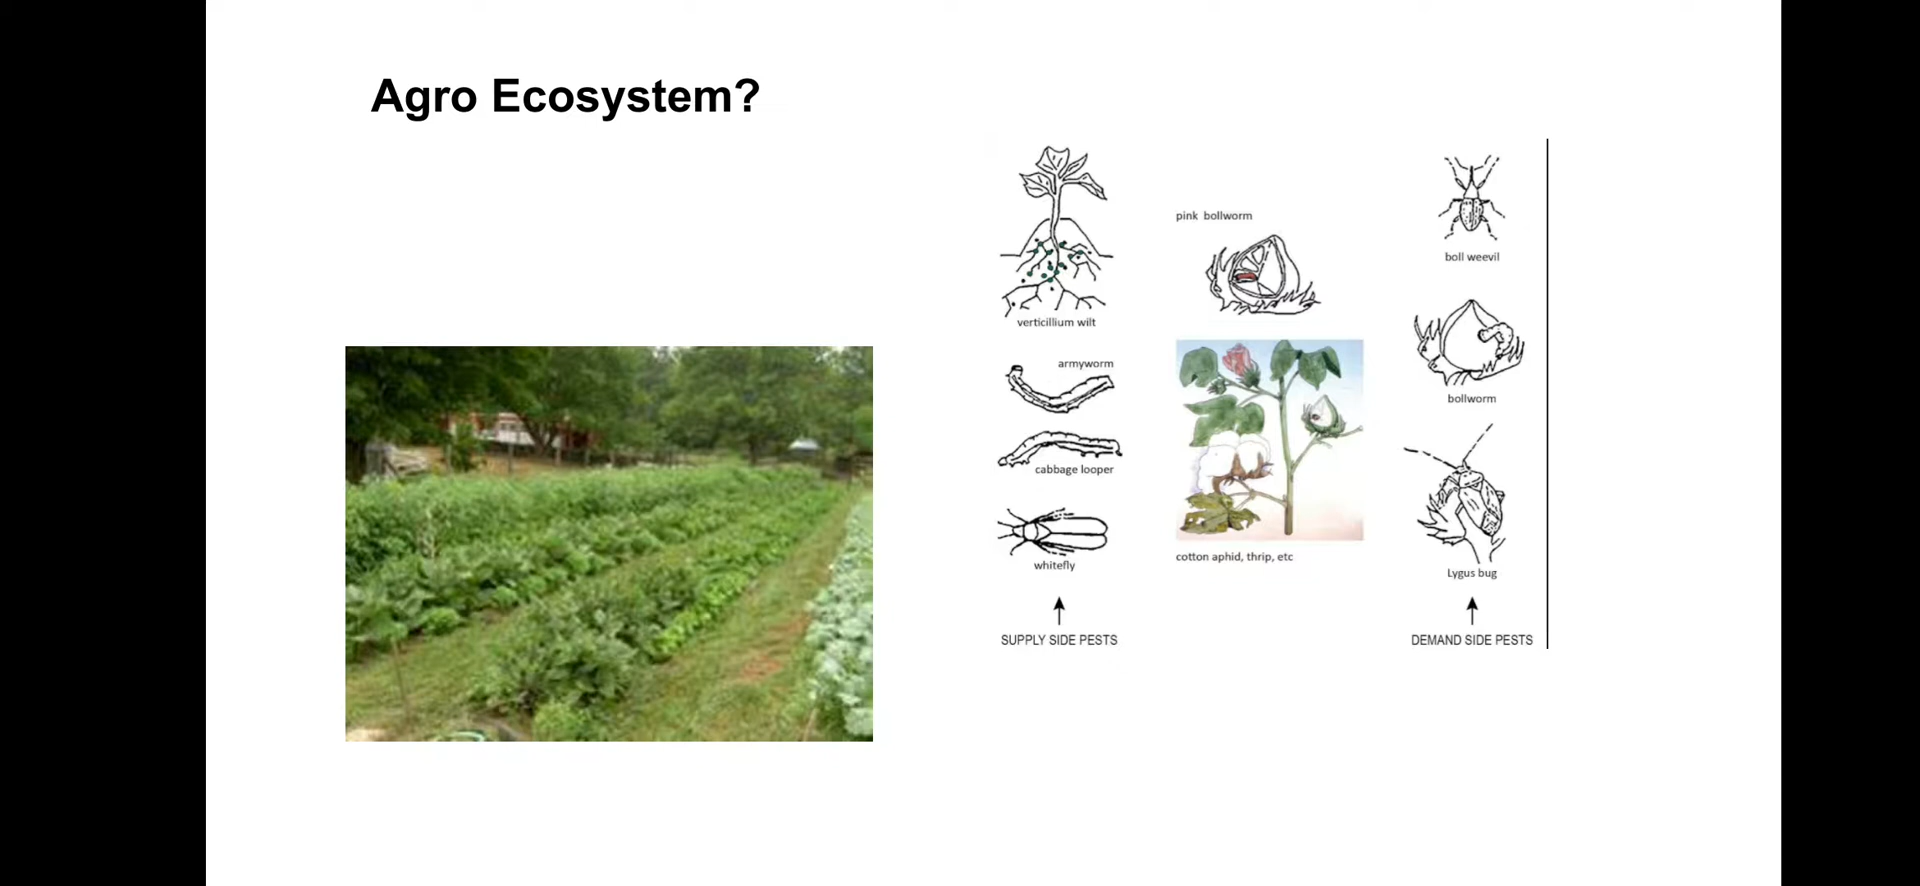 Agro Ecosystem?
verticillium wilt
armyworm
cabbage looper
whitefly
SUPPLY SIDE PESTS
pink bollworm
cotton aphid, thrip, etc
boll weevil
bollworm
Lygus bug
DEMAND SIDE PESTS